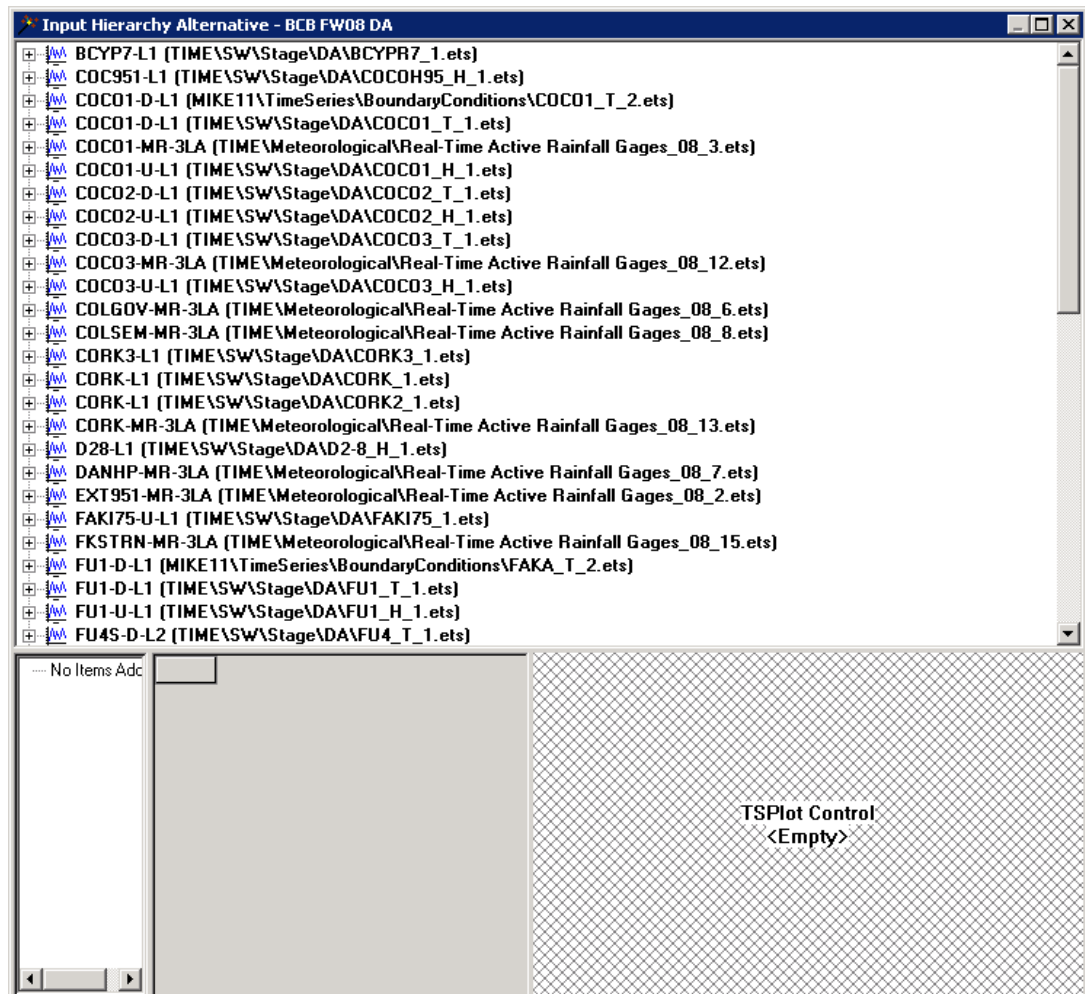 Input Hierarchy Alternative - BCB FW08 DA
BCYP7-L1 (TIME\SW\Stage\DA\BCYPR7_1.ets)
COC951-L1 (TIME\SW\Stage\DA\COCOH95_H_1.ets)
COCO1-D-L1 (MIKE11\TimeSeries\BoundaryConditions\COCO1_T_2.ets)
COCO1-D-L1 (TIME\SW\Stage\DA\COCO1_T_1.ets)
COCO1-MR-3LA (TIME\Meteorological\Real-Time Active Rainfall Gages_08_3.ets)
COCO1-U-L1 (TIME\SW\Stage\DA\COCO1_H_1.ets)
COCO2-D-L1 (TIME\SW\Stage\DA\COCO2_T_1.ets)
COCO2-U-L1 (TIME\SW\Stage\DA\COCO2_H_1.ets)
COCO3-D-L1 (TIME\SW\Stage\DA\COCO3_T_1.ets)
COCO3-MR-3LA (TIME\Meteorological\Real-Time Active Rainfall Gages_08_12.ets)
COCO3-U-L1 (TIME\SW\Stage\DA\COCO3_H_1.ets)
COLGOV-MR-3LA (TIME\Meteorological\Real-Time Active Rainfall Gages_08_6.ets)
COLSEM-MR-3LA (TIME\Meteorological\Real-Time Active Rainfall Gages_08_8.ets)
CORK3-L1 (TIME\SW\Stage\DA\CORK3_1.ets)
CORK-L1 (TIME\SW\Stage\DA\CORK_1.ets)
CORK-L1 (TIME\SW\Stage\DA\CORK2_1.ets)
CORK-MR-3LA (TIME\Meteorological\Real-Time Active Rainfall Gages_08_13.ets)
D28-L1 (TIME\SW\Stage\DA\D2-8_H_1.ets)
DANHP-MR-3LA (TIME\Meteorological\Real-Time Active Rainfall Gages_08_7.ets)
EXT951-MR-3LA (TIME\Meteorological\Real-Time Active Rainfall Gages_08_2.ets)
FAKI75-U-L1 (TIME\SW\Stage\DA\FAKI75_1.ets)
FKSTRN-MR-3LA (TIME\Meteorological\Real-Time Active Rainfall Gages_08_15.ets)
FU1-D-L1 (MIKE11\TimeSeries\BoundaryConditions\FAKA_T_2.ets)
FU1-D-L1 (TIME\SW\Stage\DA\FU1_T_1.ets)
FU1-U-L1 (TIME\SW\Stage\DA\FU1_H_1.ets)
FU4S-D-L2 (TIME\SW\Stage\DA\FU4_T_1.ets)
No Items Adc
TSPlot Control
<Empty>